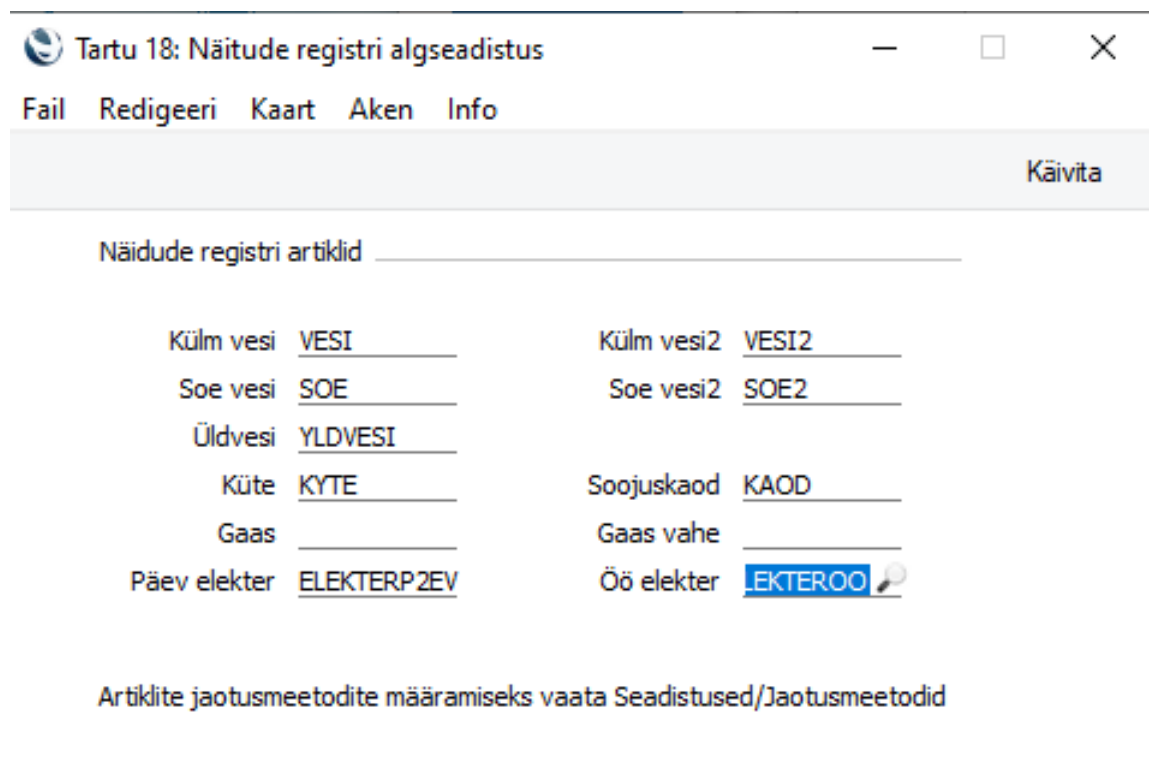 Tartu 18: Näitude registri algseadistus
Fail Redigeeri Kaart Aken Info
Käivita
Näidude registri artiklid
Külm vesi VESI Külm vesi2 VESI2
Soe vesi SOE Soe vesi2 SOE2
Üldvesi YLDVESI
Küte KYTE Soojuskaod KAOD
Gaas Gaas vahe
Päev elekter ELEKTERP2EV Öö elekter LEKTEROO
Artiklite jaotusmeetodite määramiseks vaata Seadistused/Jaotusmeetodid